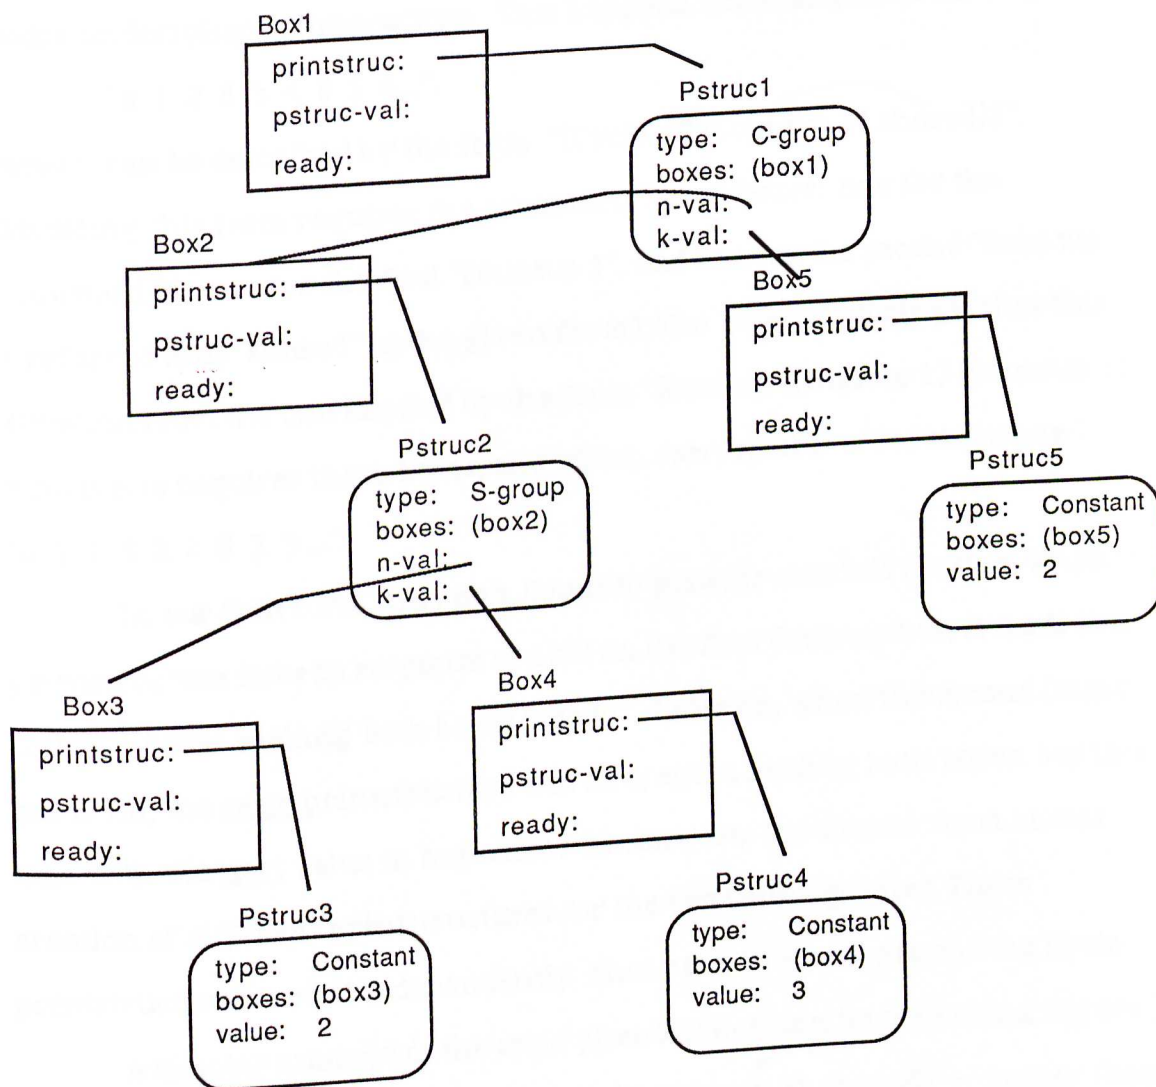 Box1
printstruc:
pstruc-val:
ready:
Pstruc1
type: C-group
boxes: (box1)
n-val:
k-val:
Box2
printstruc:
pstruc-val:
ready:
Box5
printstruc:
pstruc-val:
ready:
Pstruc2
type: S-group
boxes: (box2)
n-val:
k-val:
Pstruc5
type: Constant
boxes: (box5)
value: 2
Box3
printstruc:
pstruc-val:
ready:
Box4
printstruc:
pstruc-val:
ready:
Pstruc3
type: Constant
boxes: (box3)
value: 2
Pstruc4
type: Constant
boxes: (box4)
value: 3